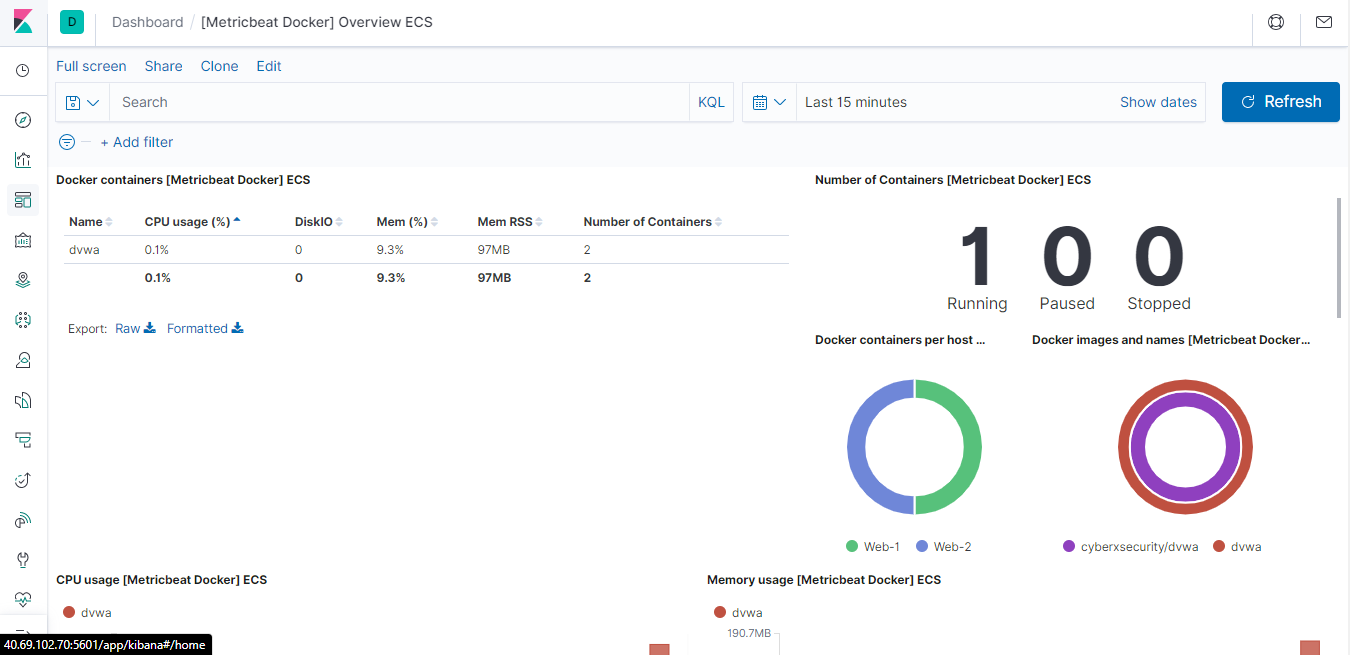 D Dashboard / [Metricbeat Docker] Overview ECS
Full screen Share Clone Edit
Search KQL Last 15 minutes Show dates Refresh
+ Add filter
Docker containers [Metricbeat Docker] ECS
Name CPU usage (%) DiskIO Mem (%) Mem RSS Number of Containers
dvwa 0.1% 0 9.3% 97MB 2
0.1% 0 9.3% 97MB 2
Export: Raw Formatted
Number of Containers [Metricbeat Docker] ECS
1 0 0
Running Paused Stopped
Docker containers per host ...
Web-1 Web-2
Docker images and names [Metricbeat Docker...
cyberxsecurity/dvwa dvwa
CPU usage [Metricbeat Docker] ECS
dvwa
Memory usage [Metricbeat Docker] ECS
dvwa
190.7MB
40.69.102.70:5601/app/kibana#/home